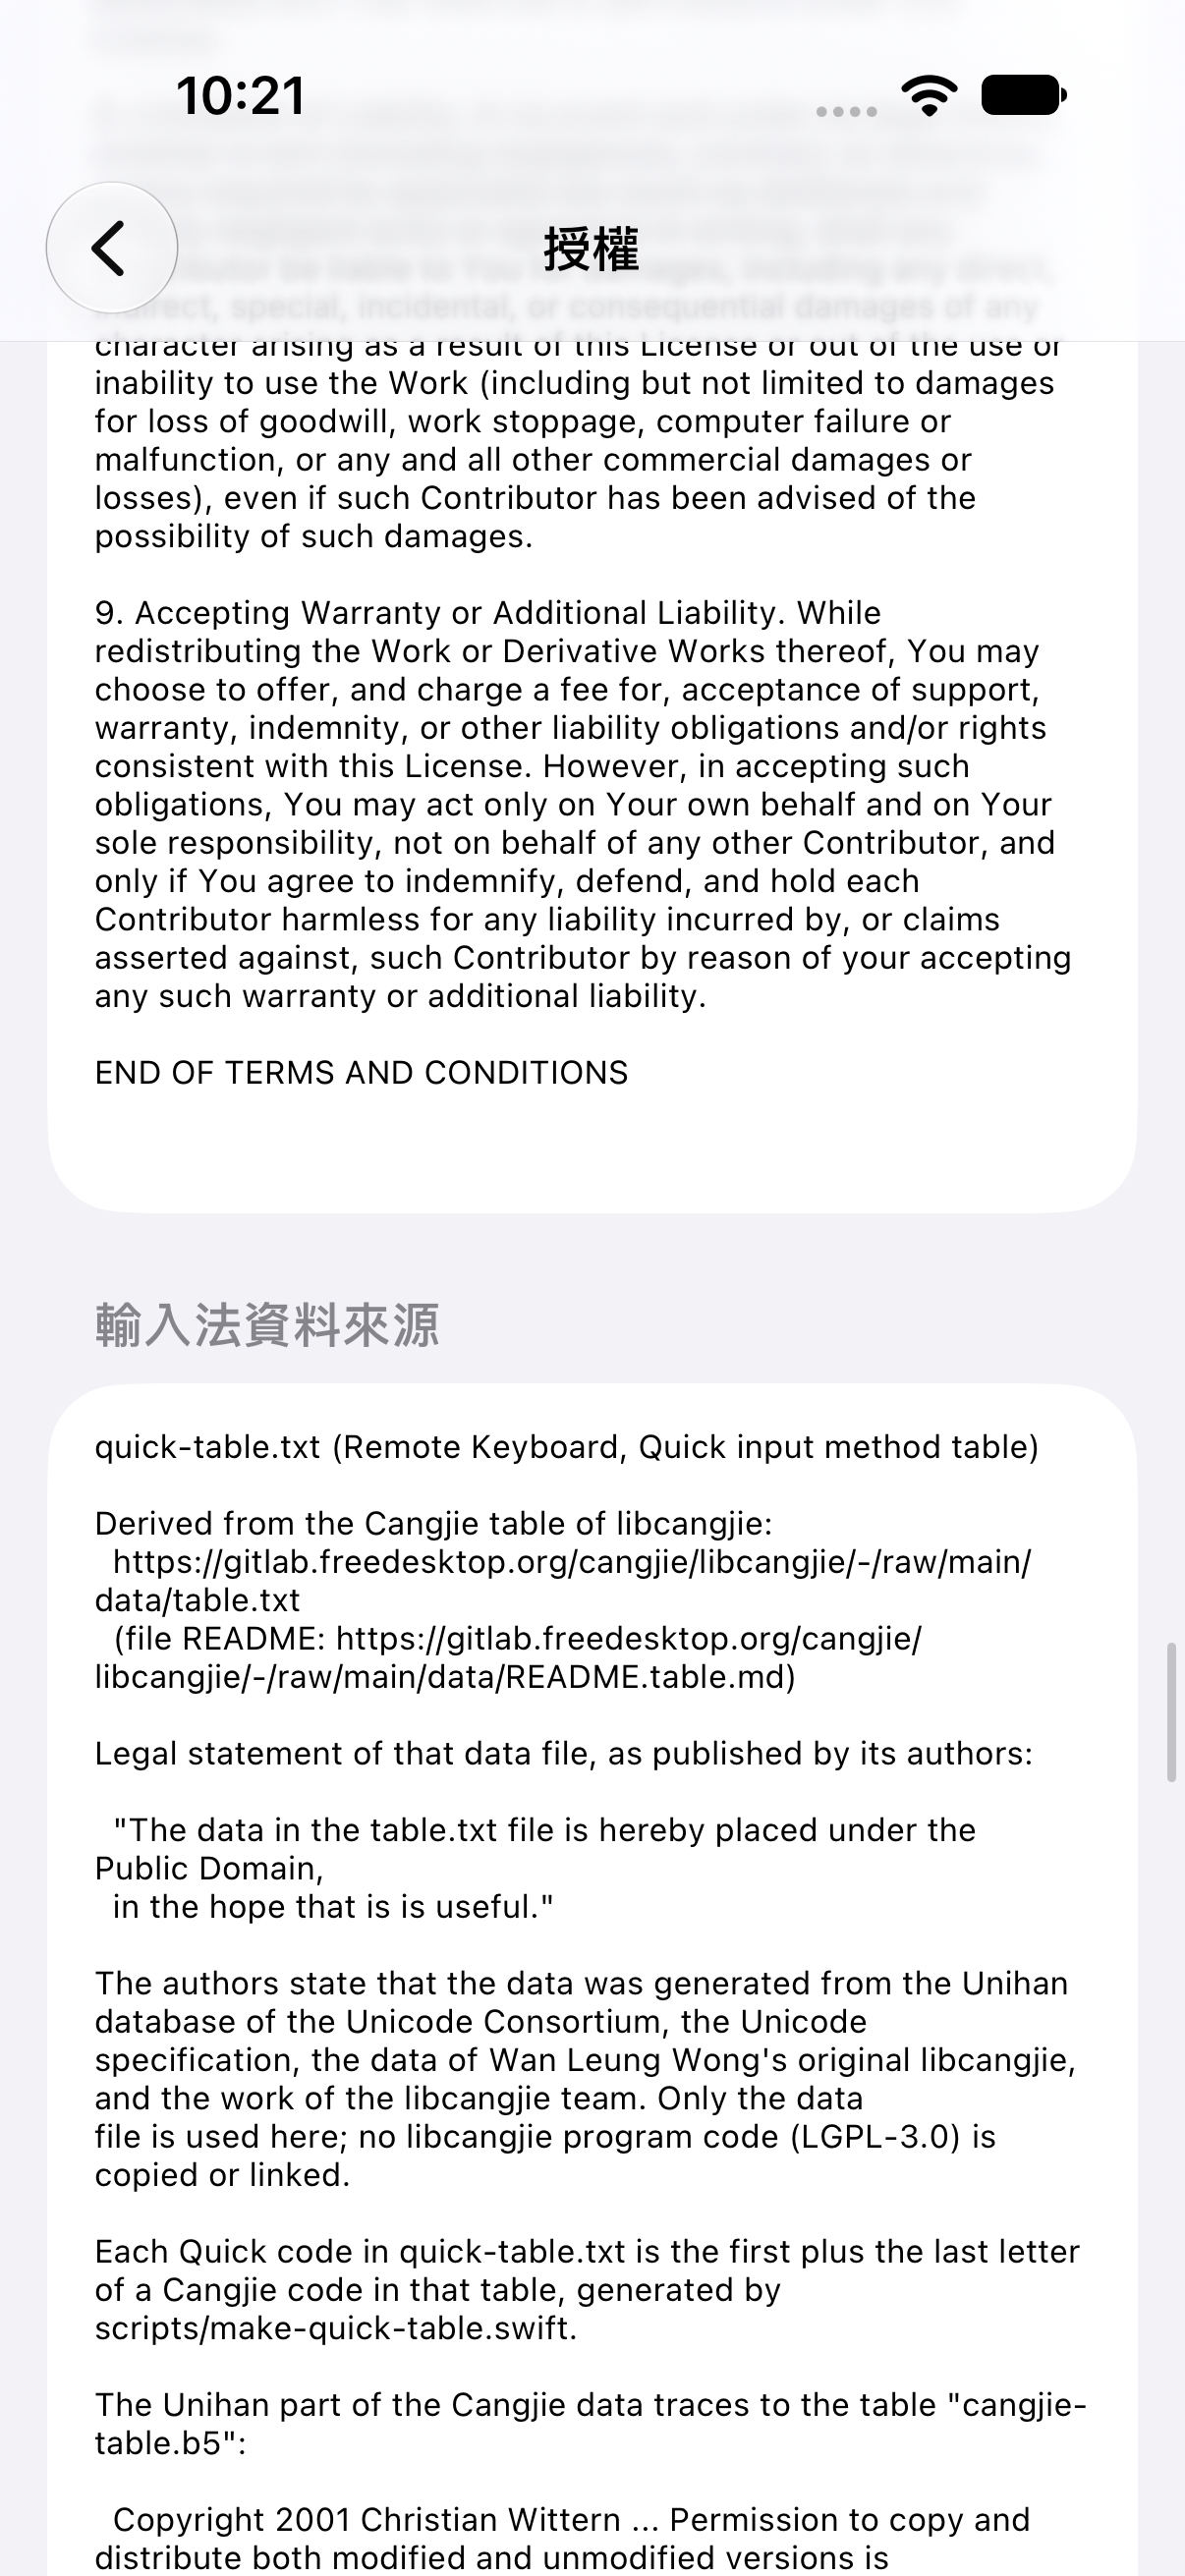 10:21
授權
indirect, special, incidental, or consequential damages of any
character arising as a result of this License or out of the use or
inability to use the Work (including but not limited to damages
for loss of goodwill, work stoppage, computer failure or
malfunction, or any and all other commercial damages or
losses), even if such Contributor has been advised of the
possibility of such damages.
9. Accepting Warranty or Additional Liability. While
redistributing the Work or Derivative Works thereof, You may
choose to offer, and charge a fee for, acceptance of support,
warranty, indemnity, or other liability obligations and/or rights
consistent with this License. However, in accepting such
obligations, You may act only on Your own behalf and on Your
sole responsibility, not on behalf of any other Contributor, and
only if You agree to indemnify, defend, and hold each
Contributor harmless for any liability incurred by, or claims
asserted against, such Contributor by reason of your accepting
any such warranty or additional liability.
END OF TERMS AND CONDITIONS
輸入法資料來源
quick-table.txt (Remote Keyboard, Quick input method table)
Derived from the Cangjie table of libcangjie:
https://gitlab.freedesktop.org/cangjie/libcangjie/-/raw/main/
data/table.txt
(file README: https://gitlab.freedesktop.org/cangjie/
libcangjie/-/raw/main/data/README.table.md)
Legal statement of that data file, as published by its authors:
"The data in the table.txt file is hereby placed under the
Public Domain,
in the hope that is is useful."
The authors state that the data was generated from the Unihan
database of the Unicode Consortium, the Unicode
specification, the data of Wan Leung Wong's original libcangjie,
and the work of the libcangjie team. Only the data
file is used here; no libcangjie program code (LGPL-3.0) is
copied or linked.
Each Quick code in quick-table.txt is the first plus the last letter
of a Cangjie code in that table, generated by
scripts/make-quick-table.swift.
The Unihan part of the Cangjie data traces to the table "cangjie-
table.b5":
Copyright 2001 Christian Wittern ... Permission to copy and
distribute both modified and unmodified versions is